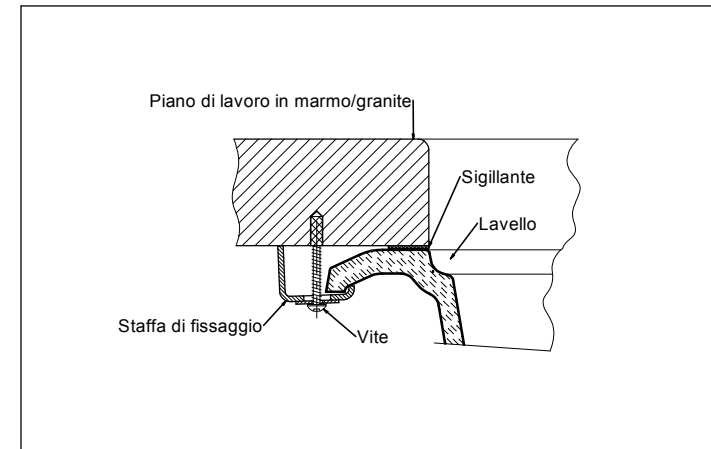 Piano di lavoro in marmo/granite
Sigillante
Lavello
Staffa di fissaggio
Vite